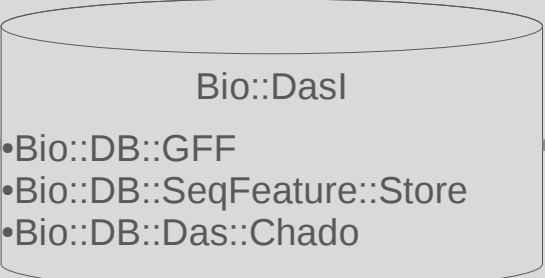 Bio::DasI
•Bio::DB::GFF
•Bio::DB::SeqFeature::Store
•Bio::DB::Das::Chado